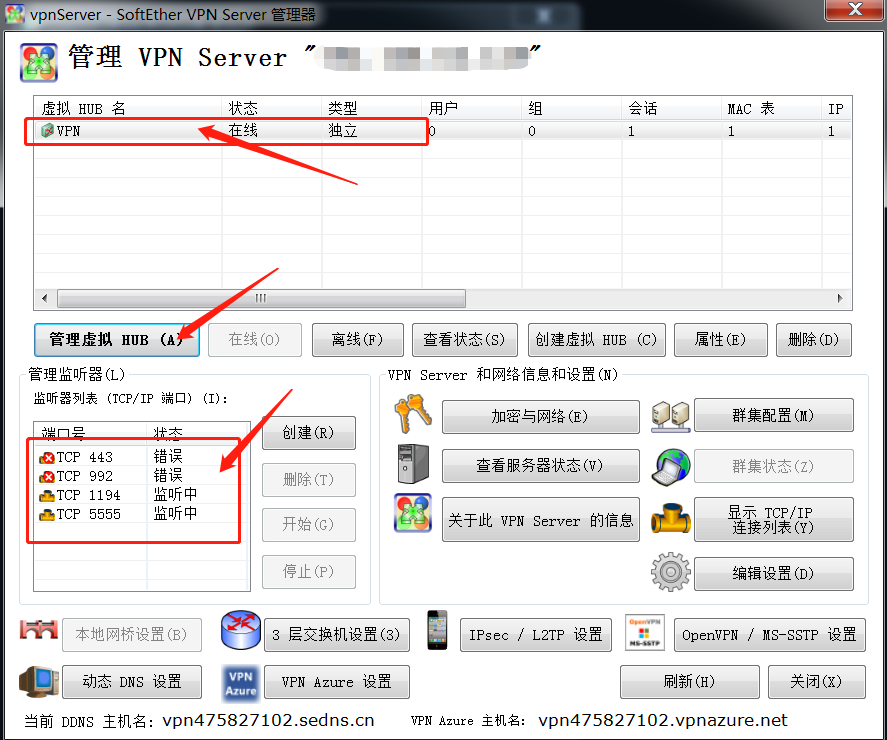 vpnServer - SoftEther VPN Server 管理器
管理 VPN Server " "
虚拟 HUB 名 状态 类型 用户 组 会话 MAC 表 IP
VPN 在线 独立 0 0 1 1 1
管理虚拟 HUB (A) 在线(O) 离线(F) 查看状态(S) 创建虚拟 HUB (C) 属性(E) 删除(D)
管理监听器(L)
监听器列表 (TCP/IP 端口) (I):
端口号 状态
TCP 443 错误
TCP 992 错误
TCP 1194 监听中
TCP 5555 监听中
创建(R)
删除(T)
开始(G)
停止(P)
VPN Server 和网络信息和设置(N)
加密与网络(E) 群集配置(M)
查看服务器状态(V) 群集状态(Z)
关于此 VPN Server 的信息 显示 TCP/IP
连接列表(Y)
编辑设置(D)
本地网桥设置(B) 3 层交换机设置(3) IPsec / L2TP 设置 OpenVPN / MS-SSTP 设置
OpenVPN
MS-SSTP
动态 DNS 设置 VPN Azure 设置 刷新(H) 关闭(X)
VPN
Azure
当前 DDNS 主机名: vpn475827102.sedns.cn VPN Azure 主机名: vpn475827102.vpnazure.net